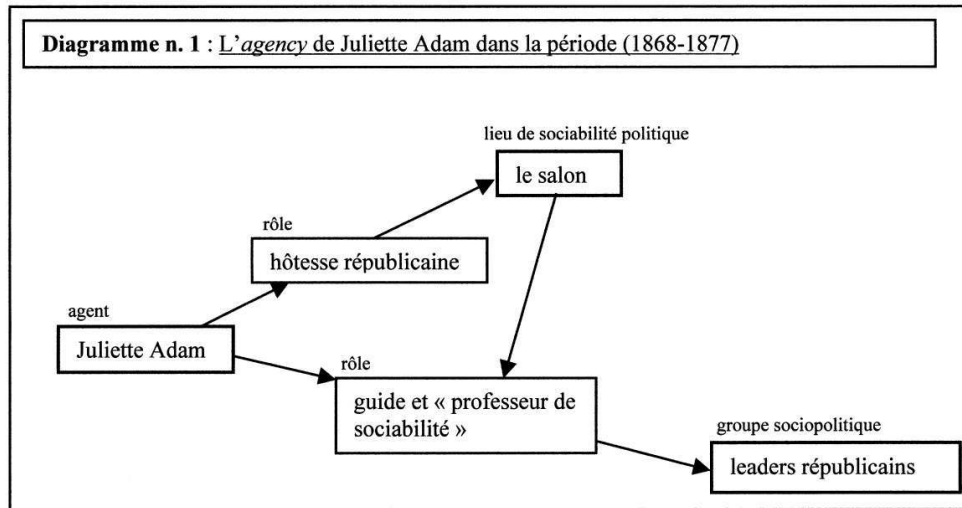 Diagramme n. 1 : L'agency de Juliette Adam dans la période (1868-1877)
lieu de sociabilité politique
le salon
rôle
hôtesse républicaine
agent
Juliette Adam
rôle
guide et « professeur de
sociabilité »
groupe sociopolitique
leaders républicains